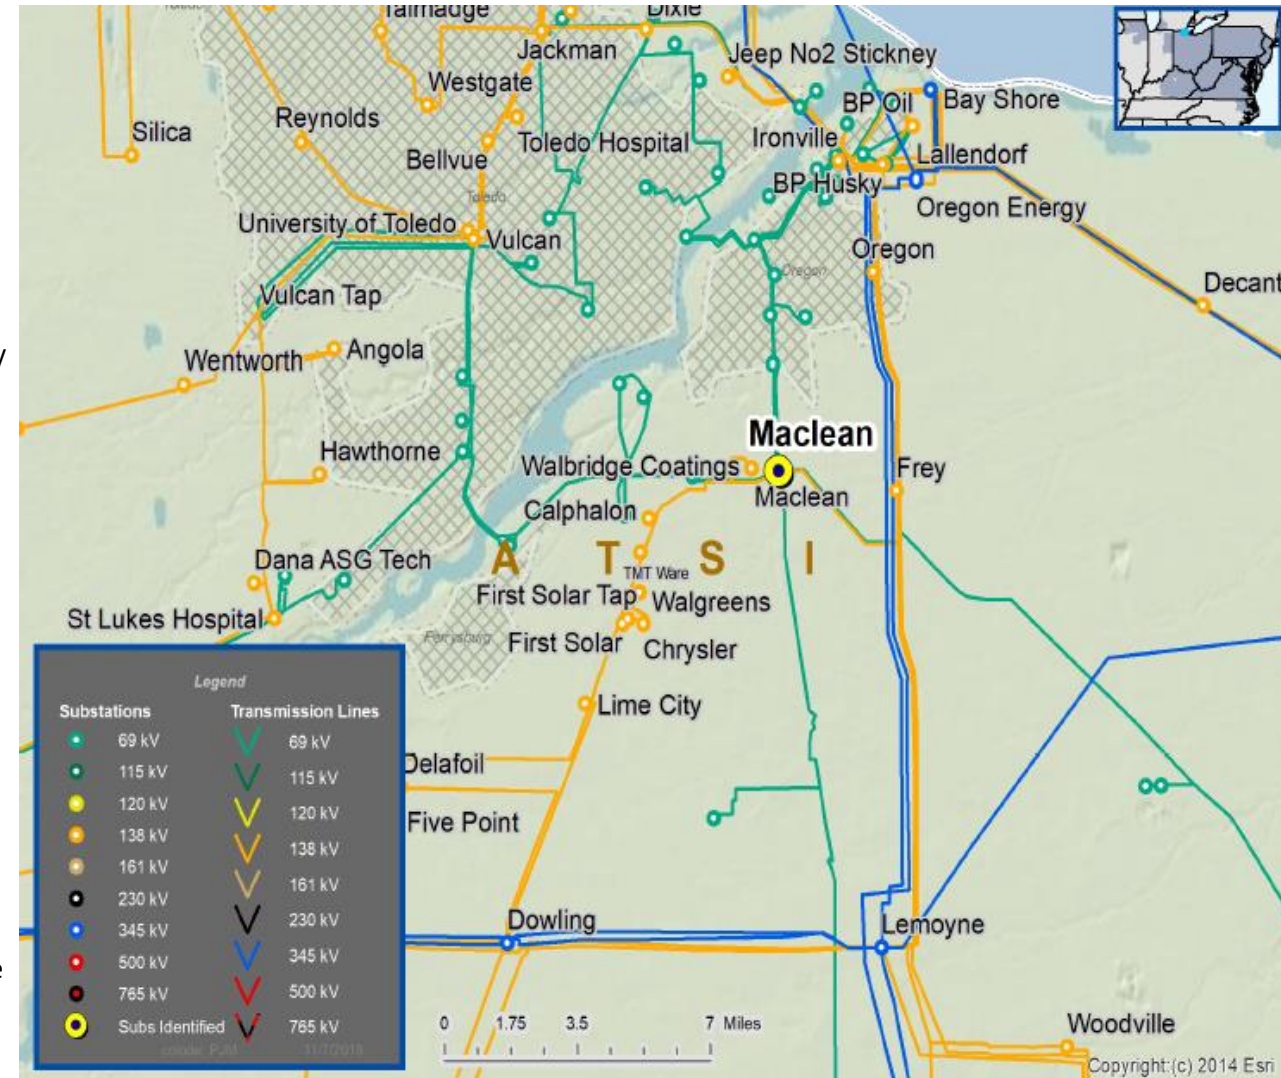 Talmadge
Dixie
Jackman
Jeep No2 Stickney
Westgate
BP Oil
Bay Shore
Silica
Reynolds
Toledo Hospital
Ironville
Bellvue
Lallendorf
Toledo
BP Husky
University of Toledo
Oregon Energy
Vulcan
Oregon
Oregon
Decant
Vulcan Tap
Wentworth
Angola
Maclean
Hawthorne
Walbridge Coatings
Frey
Maclean
Calphalon
A T S I
Dana ASG Tech
TMT Ware
First Solar Tap
Walgreens
St Lukes Hospital
Perrysburg
First Solar
Chrysler
Lime City
Delafoil
Five Point
Dowling
Lemoyne
Woodville
Legend
Substations Transmission Lines
69 kV 69 kV
115 kV 115 kV
120 kV 120 kV
138 kV 138 kV
161 kV 161 kV
230 kV 230 kV
345 kV 345 kV
500 kV 500 kV
765 kV 765 kV
Subs Identified
0 1.75 3.5 7 Miles
Copyright:(c) 2014 Esri